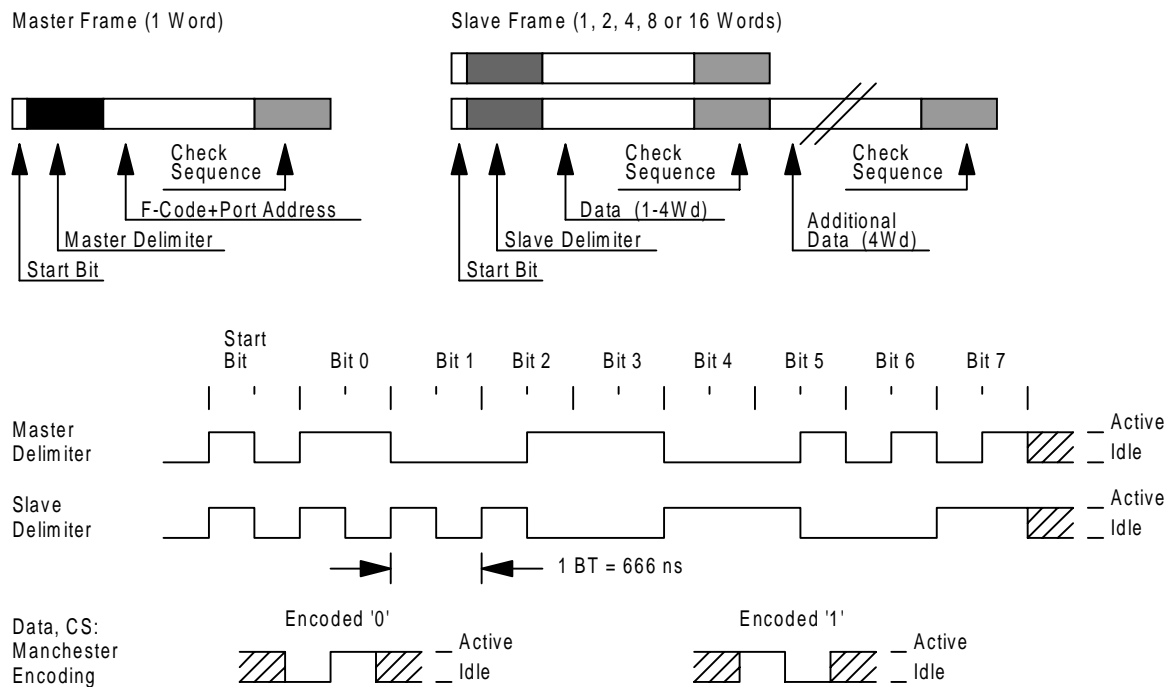 Master Frame (1 Word)
Slave Frame (1, 2, 4, 8 or 16 Words)
Check
Sequence
F-Code+Port Address
Master Delimiter
Start Bit
Check
Sequence
Data (1-4Wd)
Slave Delimiter
Start Bit
Check
Sequence
Additional
Data (4Wd)
Start
Bit
Bit 0
Bit 1
Bit 2
Bit 3
Bit 4
Bit 5
Bit 6
Bit 7
Master
Delimiter
Active
Idle
Slave
Delimiter
Active
Idle
1 BT = 666 ns
Data, CS:
Manchester
Encoding
Encoded '0'
Active
Idle
Encoded '1'
Active
Idle